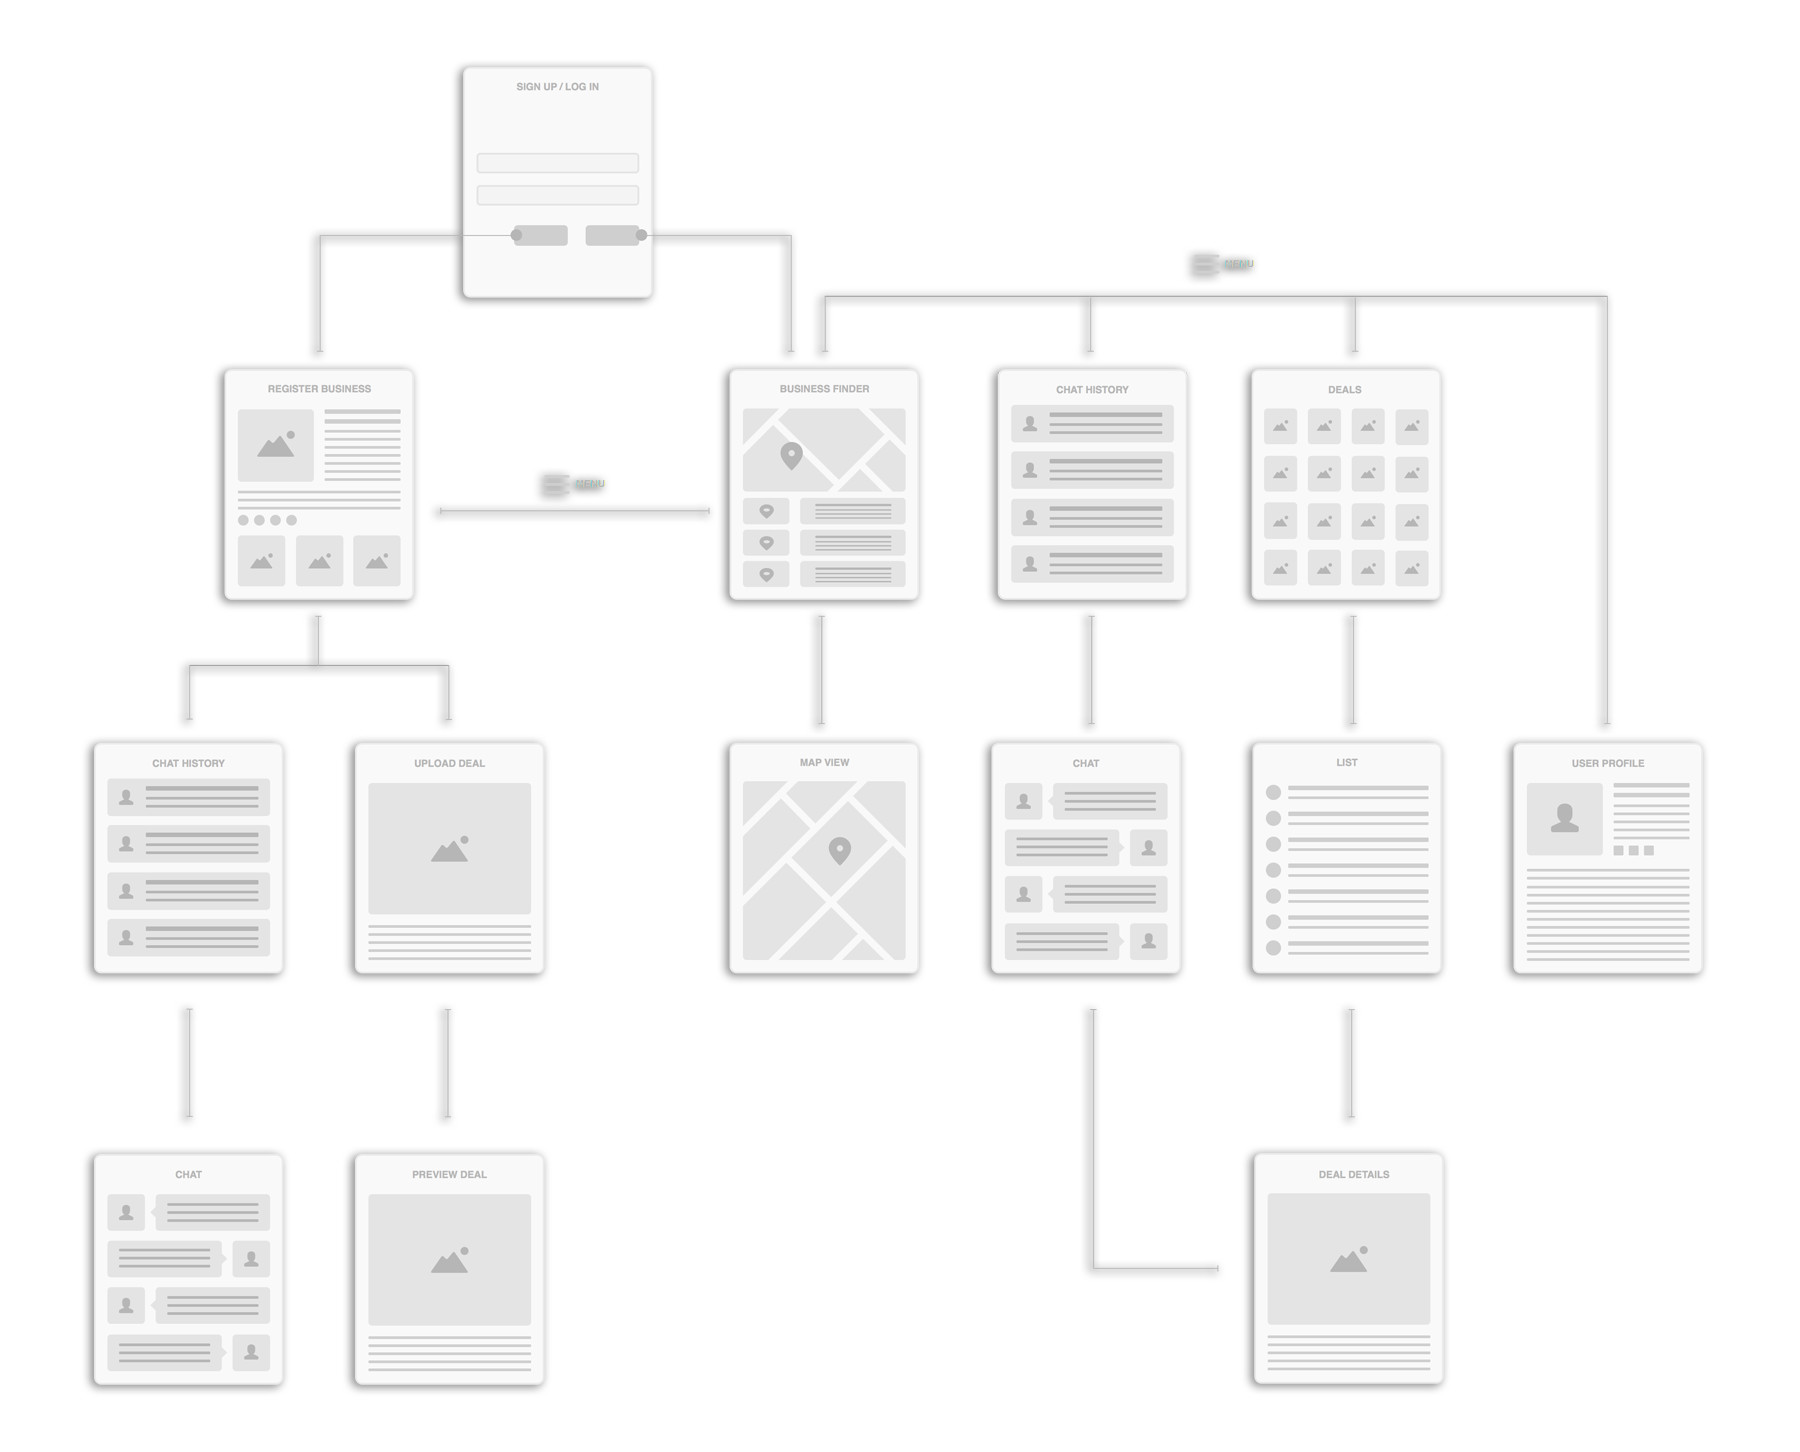 SIGN UP / LOG IN
MENU
REGISTER BUSINESS
BUSINESS FINDER
CHAT HISTORY
DEALS
MENU
CHAT HISTORY
UPLOAD DEAL
MAP VIEW
CHAT
LIST
USER PROFILE
CHAT
PREVIEW DEAL
DEAL DETAILS